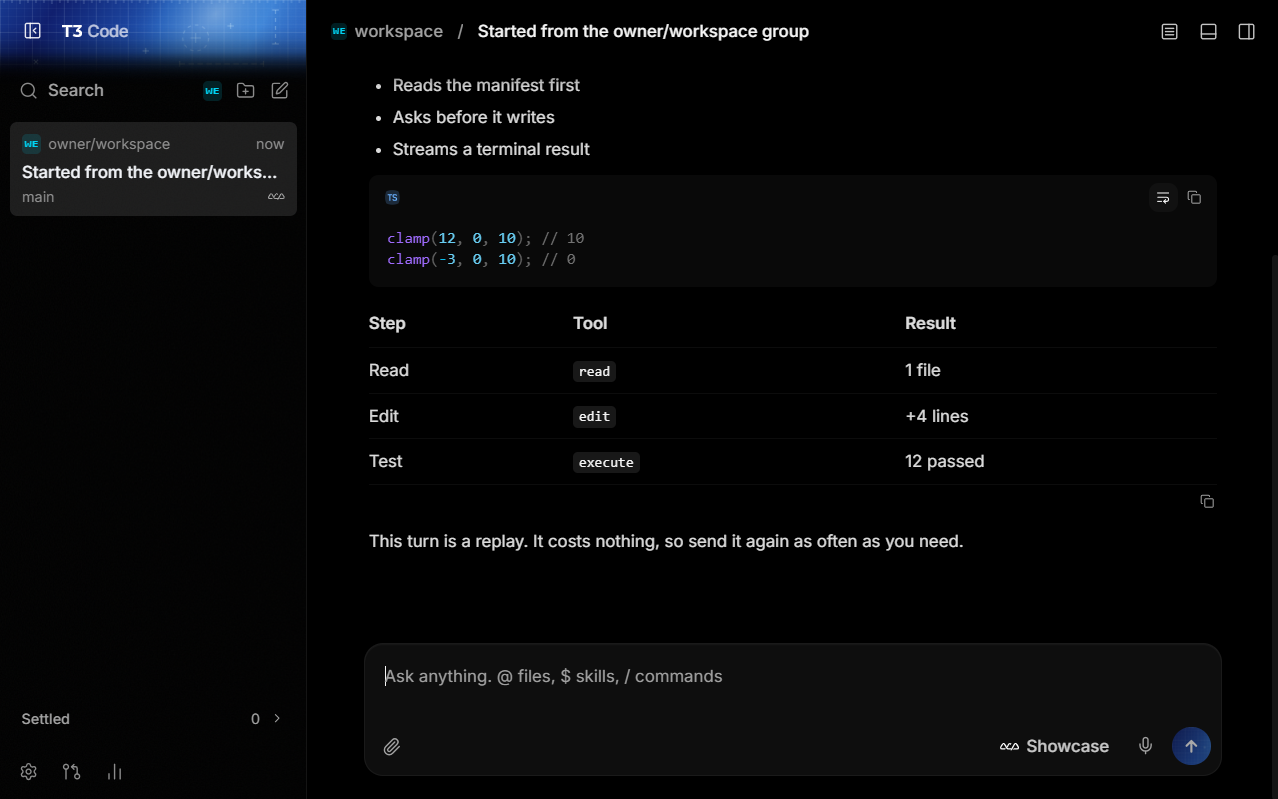 T3 Code
WE workspace / Started from the owner/workspace group
Search
WE
WE owner/workspace now
Started from the owner/works...
main
Settled 0
• Reads the manifest first
• Asks before it writes
• Streams a terminal result
TS
clamp(12, 0, 10); // 10
clamp(-3, 0, 10); // 0
Step Tool Result
Read read 1 file
Edit edit +4 lines
Test execute 12 passed
This turn is a replay. It costs nothing, so send it again as often as you need.
Ask anything. @ files, $ skills, / commands
Showcase